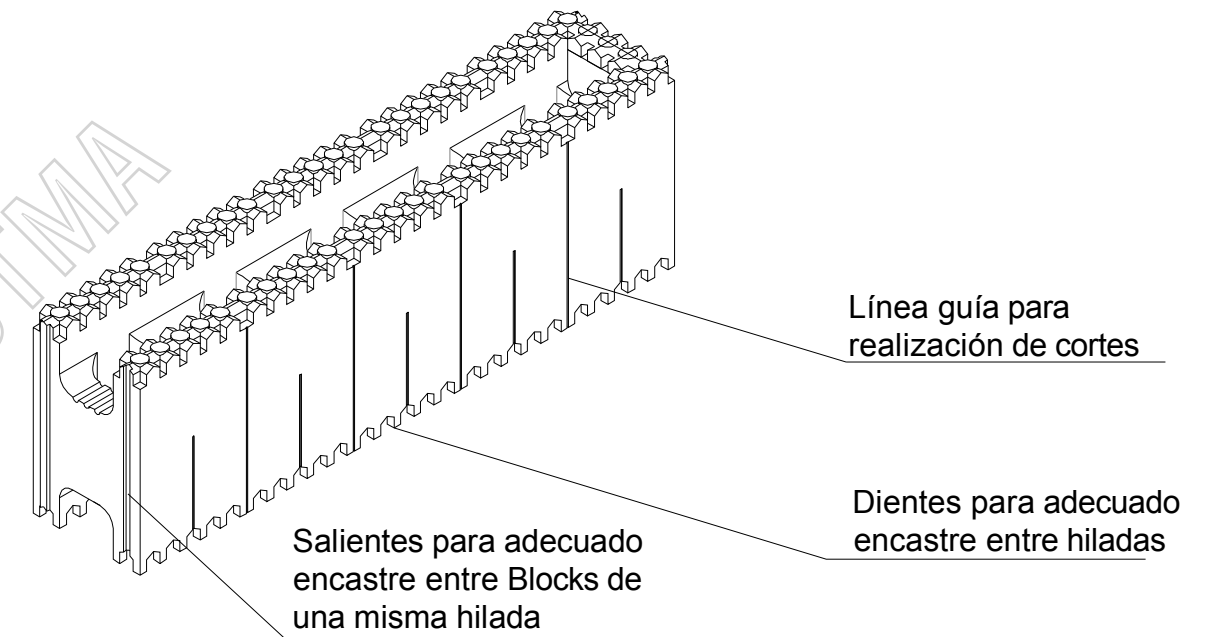 Línea guía para
realización de cortes
Dientes para adecuado
encastre entre hiladas
Salientes para adecuado
encastre entre Blocks de
una misma hilada
TMA